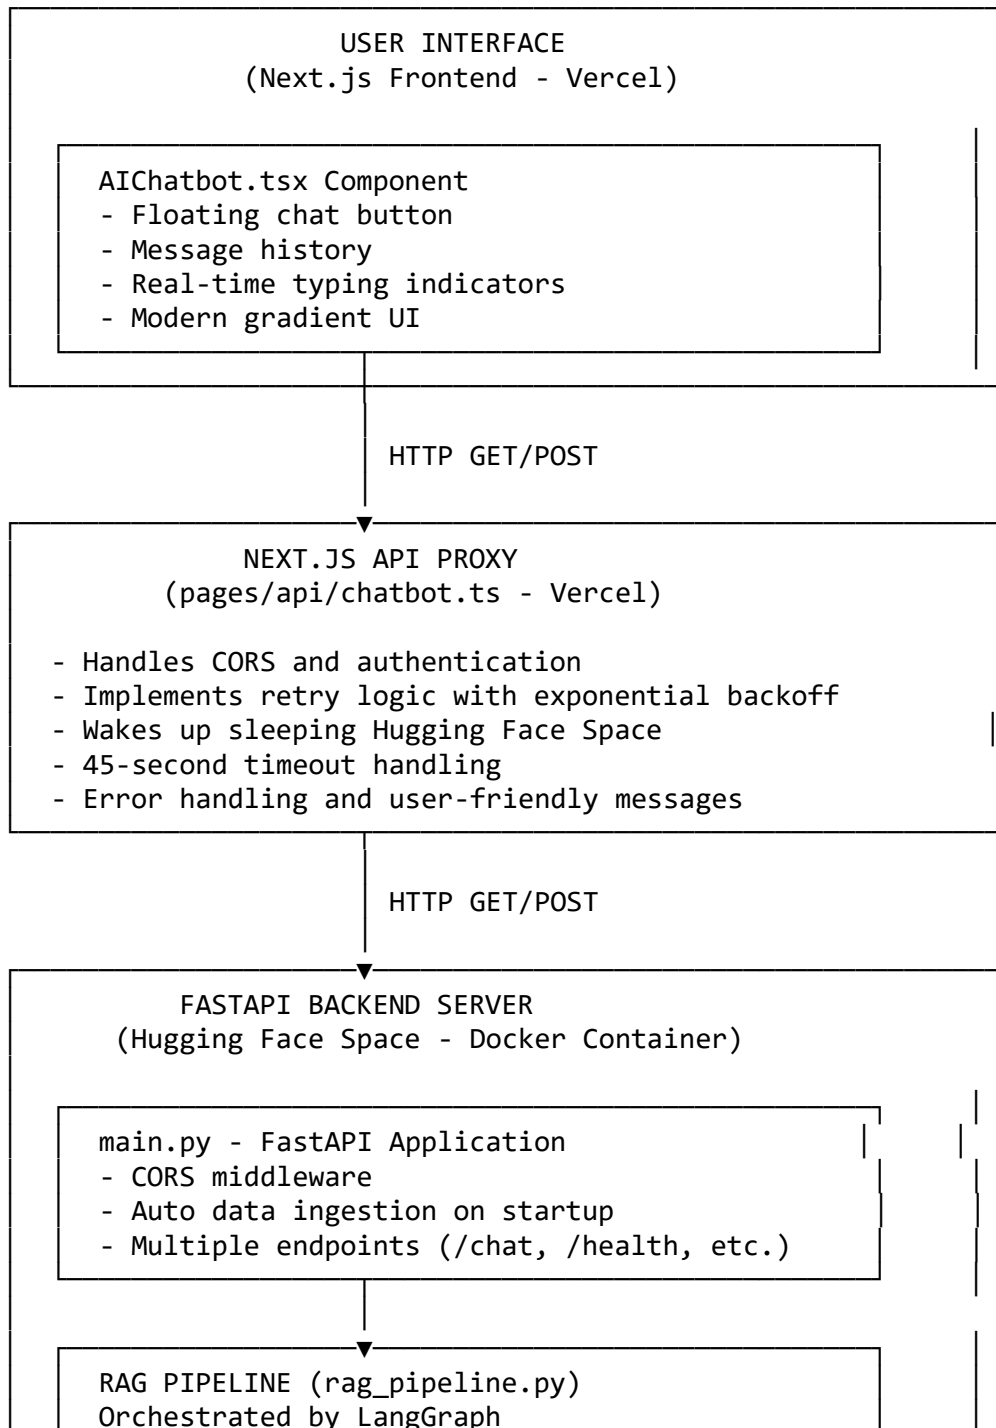 USER INTERFACE
(Next.js Frontend - Vercel)
AIChatbot.tsx Component
- Floating chat button
- Message history
- Real-time typing indicators
- Modern gradient UI
HTTP GET/POST
NEXT.JS API PROXY
(pages/api/chatbot.ts - Vercel)
- Handles CORS and authentication
- Implements retry logic with exponential backoff
- Wakes up sleeping Hugging Face Space
- 45-second timeout handling
- Error handling and user-friendly messages
HTTP GET/POST
FASTAPI BACKEND SERVER
(Hugging Face Space - Docker Container)
main.py - FastAPI Application
- CORS middleware
- Auto data ingestion on startup
- Multiple endpoints (/chat, /health, etc.)
RAG PIPELINE (rag_pipeline.py)
Orchestrated by LangGraph